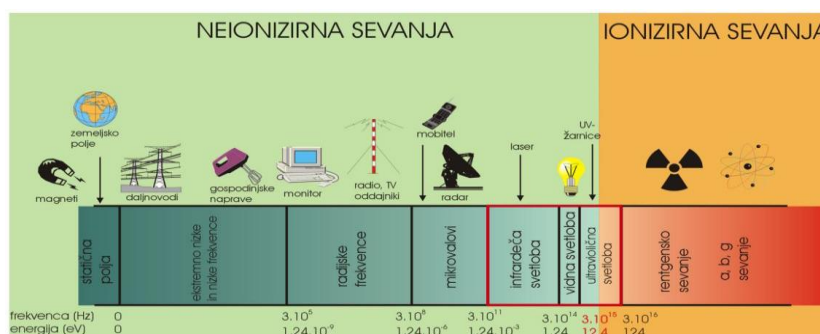 NEIONIZIRNA SEVANJA
IONIZIRNA SEVANJA
zemeljsko
polje
mobitel
UV-
žarnice
laser
magneti
daljnovodi
gospodinjske
naprave
monitor
radio, TV
oddajniki
radar
statična
polja
ekstremno nizke
in nizke frekvence
radijske
frekvence
mikrovalovi
infrardeča
svetloba
vidna svetloba
ultravijolična
svetloba
rentgensko
sevanje
a, b, g
sevanje
frekvenca (Hz) 0 3.10⁵ 3.10⁸ 3.10¹¹ 3.10¹⁴ 3.10¹⁵ 3.10¹⁶
energija (eV) 0 1,24.10⁻⁹ 1,24.10⁻⁶ 1,24.10⁻³ 1,24 12,4 124